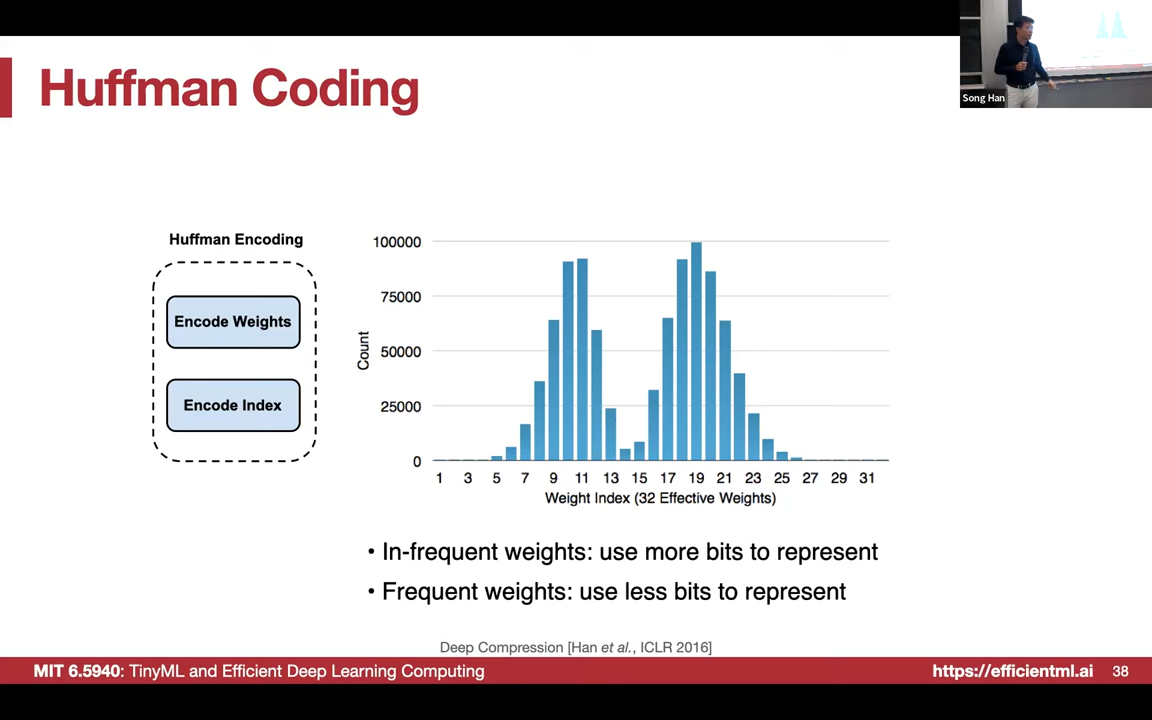 Huffman Coding
Song Han
Huffman Encoding
Encode Weights
Encode Index
100000
75000
50000
25000
0
Count
1 3 5 7 9 11 13 15 17 19 21 23 25 27 29 31
Weight Index (32 Effective Weights)
• In-frequent weights: use more bits to represent
• Frequent weights: use less bits to represent
Deep Compression [Han et al., ICLR 2016]
MIT 6.5940: TinyML and Efficient Deep Learning Computing
https://efficientml.ai 38